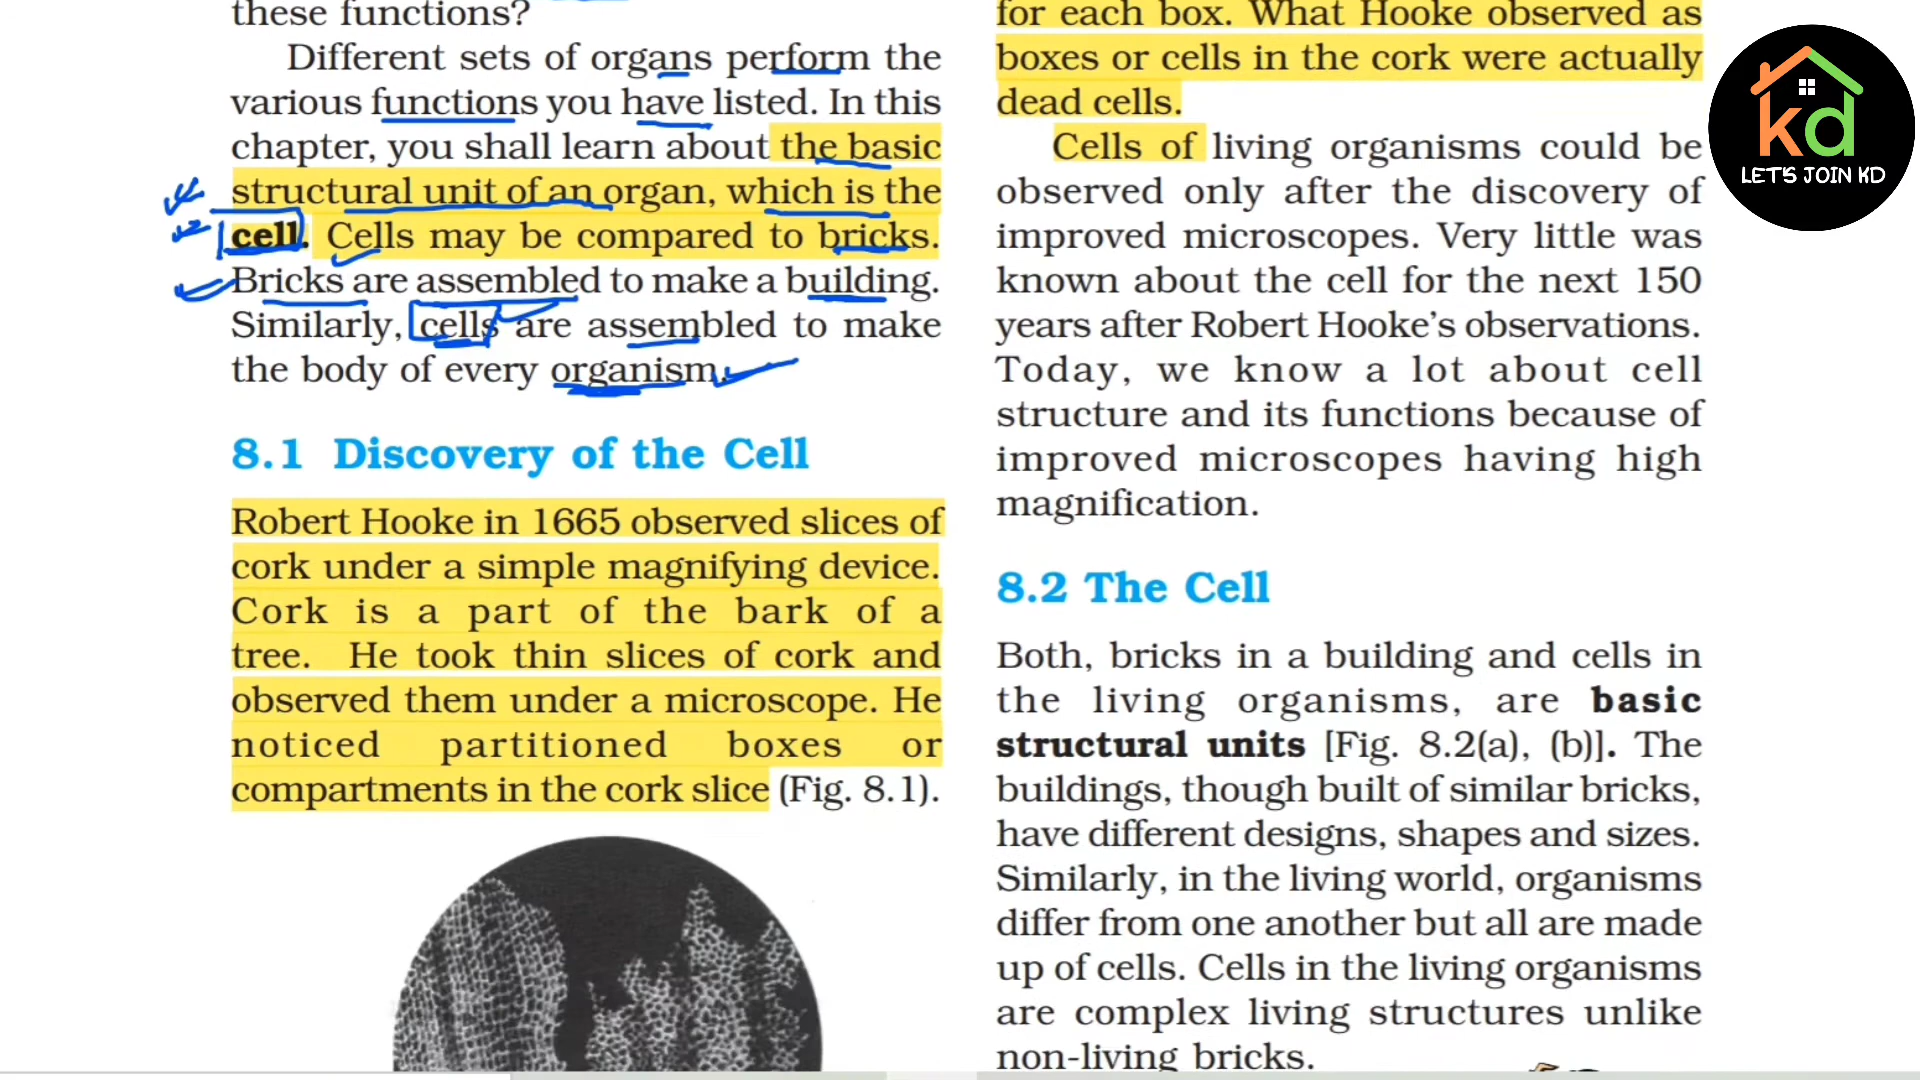 these functions?
Different sets of organs perform the
various functions you have listed. In this
chapter, you shall learn about the basic
structural unit of an organ, which is the
cell. Cells may be compared to bricks.
Bricks are assembled to make a building.
Similarly, cells are assembled to make
the body of every organism.
8.1 Discovery of the Cell
Robert Hooke in 1665 observed slices of
cork under a simple magnifying device.
Cork is a part of the bark of a
tree. He took thin slices of cork and
observed them under a microscope. He
noticed partitioned boxes or
compartments in the cork slice (Fig. 8.1).
for each box. What Hooke observed as
boxes or cells in the cork were actually
dead cells.
Cells of living organisms could be
observed only after the discovery of
improved microscopes. Very little was
known about the cell for the next 150
years after Robert Hooke's observations.
Today, we know a lot about cell
structure and its functions because of
improved microscopes having high
magnification.
8.2 The Cell
Both, bricks in a building and cells in
the living organisms, are basic
structural units [Fig. 8.2(a), (b)]. The
buildings, though built of similar bricks,
have different designs, shapes and sizes.
Similarly, in the living world, organisms
differ from one another but all are made
up of cells. Cells in the living organisms
are complex living structures unlike
non-living bricks.
kd
LET'S JOIN KD